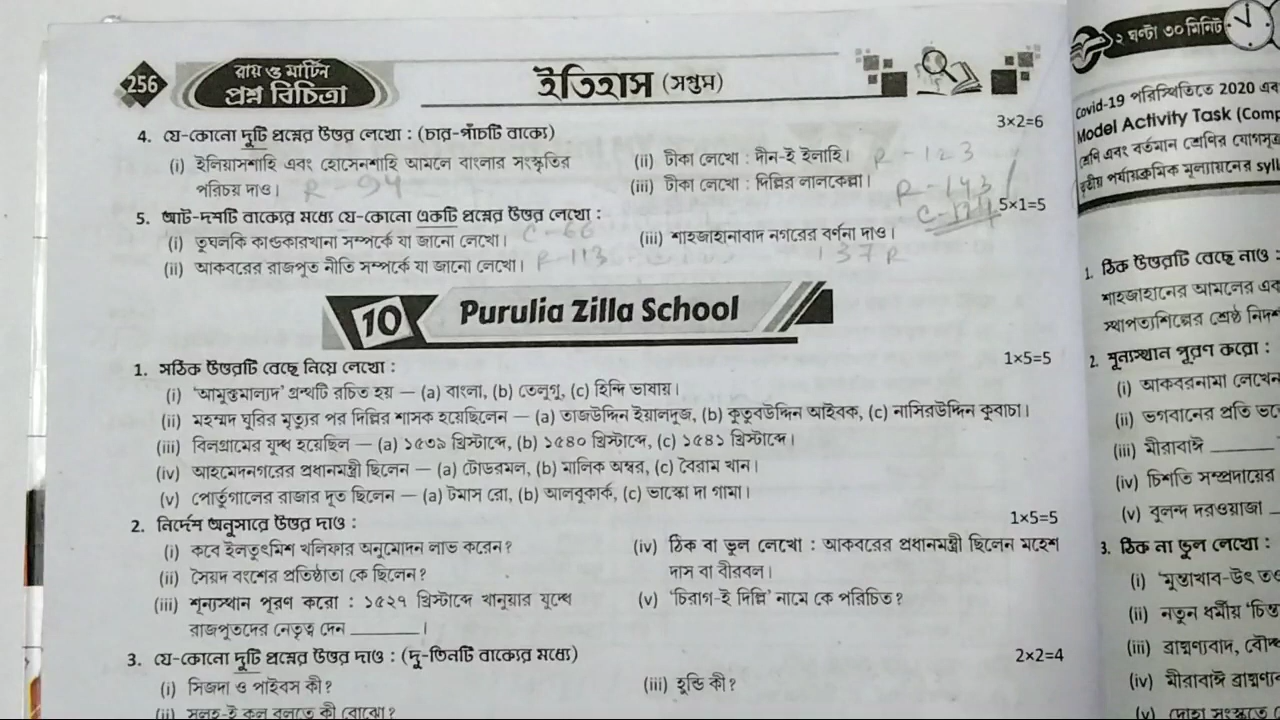 256
রায় ও মার্টিন
প্রশ্ন বিচিত্রা
ইতিহাস (সপ্তম)
4. যে-কোনো দুটি প্রশ্নের উত্তর লেখো : (চার-পাঁচটি বাক্যে) 3×2=6
(i) ইলিয়াসশাহি এবং হোসেনশাহি আমলে বাংলার সংস্কৃতির
পরিচয় দাও। R - 94
(ii) টীকা লেখো : দীন-ই ইলাহি। R - 123
(iii) টীকা লেখো : দিল্লির লালকেল্লা। R - 143
5. আট-দশটি বাক্যের মধ্যে যে-কোনো একটি প্রশ্নের উত্তর লেখো : 5×1=5
(i) তুঘলকি কাণ্ডকারখানা সম্পর্কে যা জানো লেখো। C - 66
(ii) আকবরের রাজপুত নীতি সম্পর্কে যা জানো লেখো। R - 113
(iii) শাহজাহানাবাদ নগরের বর্ণনা দাও।
137 R
10 Purulia Zilla School
1. সঠিক উত্তরটি বেছে নিয়ে লেখো : 1×5=5
(i) 'আমুক্তমাল্যদ' গ্রন্থটি রচিত হয় — (a) বাংলা, (b) তেলুগু, (c) হিন্দি ভাষায়।
(ii) মহম্মদ ঘুরির মৃত্যুর পর দিল্লির শাসক হয়েছিলেন — (a) তাজউদ্দিন ইয়ালদুজ, (b) কুতুবউদ্দিন আইবক, (c) নাসিরউদ্দিন কুবাচা।
(iii) বিলগ্রামের যুদ্ধ হয়েছিল — (a) ১৫৩৯ খ্রিস্টাব্দে, (b) ১৫৪০ খ্রিস্টাব্দে, (c) ১৫৪১ খ্রিস্টাব্দে।
(iv) আহমেদনগরের প্রধানমন্ত্রী ছিলেন — (a) টোডরমল, (b) মালিক অম্বর, (c) বৈরাম খান।
(v) পোর্তুগালের রাজার দূত ছিলেন — (a) টমাস রো, (b) আলবুকার্ক, (c) ভাস্কো দা গামা।
2. নির্দেশ অনুসারে উত্তর দাও : 1×5=5
(i) কবে ইলতুৎমিশ খলিফার অনুমোদন লাভ করেন?
(ii) সৈয়দ বংশের প্রতিষ্ঠাতা কে ছিলেন?
(iii) শূন্যস্থান পূরণ করো : ১৫২৭ খ্রিস্টাব্দে খানুয়ার যুদ্ধে
রাজপুতদের নেতৃত্ব দেন ________।
(iv) ঠিক বা ভুল লেখো : আকবরের প্রধানমন্ত্রী ছিলেন মহেশ
দাস বা বীরবল।
(v) 'চিরাগ-ই দিল্লি' নামে কে পরিচিত?
3. যে-কোনো দুটি প্রশ্নের উত্তর দাও : (দু-তিনটি বাক্যের মধ্যে) 2×2=4
(i) সিজদা ও পাইবস কী?
(ii) সলহ-ই কুল বলতে কী বোঝো?
(iii) হুন্ডি কী?
২ ঘণ্টা ৩০ মিনিট
Covid-19 পরিস্থিতিতে 2020
Model Activity Task
শ্রেণি এবং বর্তমান শ্রেণির
তৃতীয় পর্যায়ক্রমিক মূল্যায়নের
1. ঠিক উত্তরটি বেছে নাও :
শাহজাহানের আমলের
স্থাপত্যশিল্পের শ্রেষ্ঠ
2. শূন্যস্থান পূরণ করো :
(i) আকবরনামা লেখেন
(ii) ভগবানের প্রতি
(iii) মীরাবাঈ ________
(iv) চিশতি সম্প্রদায়ের
(v) বুলন্দ দরওয়াজা
3. ঠিক না ভুল লেখো :
(i) 'মুন্তাখাব-উৎ
(ii) নতুন ধর্মীয়
(iii) ব্রাহ্মণ্যবাদ,
(iv) মীরাবাঈ
(v) দোহা সংস্কৃতে